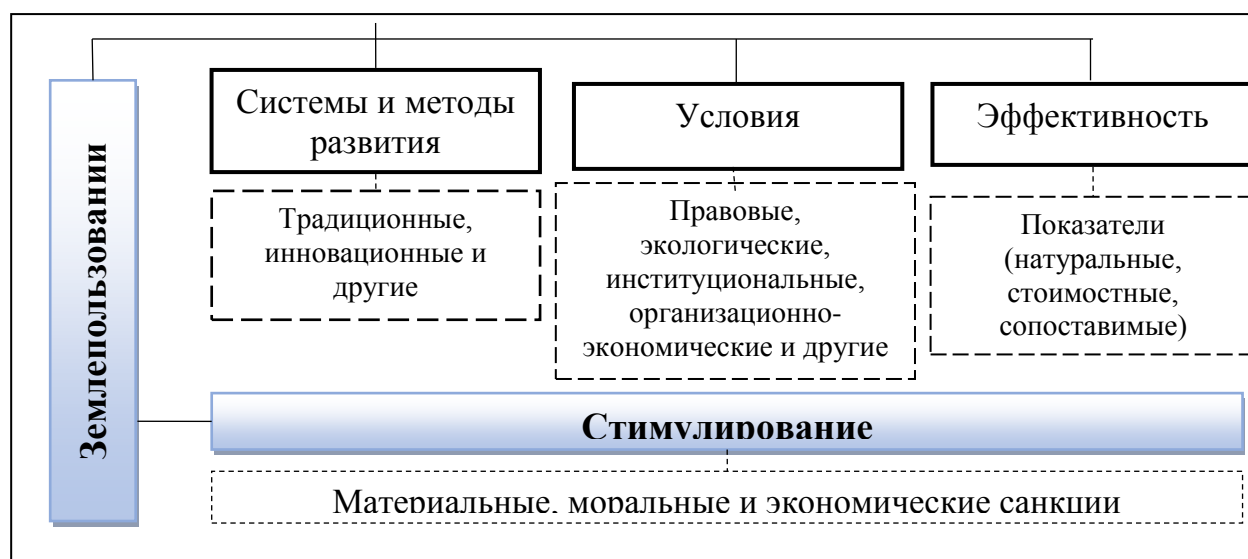 Землепользовании
Системы и методы
развития
Условия
Эффективность
Традиционные,
инновационные и
другие
Правовые,
экологические,
институциональные,
организационно-
экономические и другие
Показатели
(натуральные,
стоимостные,
сопоставимые)
Стимулирование
Материальные, моральные и экономические санкции